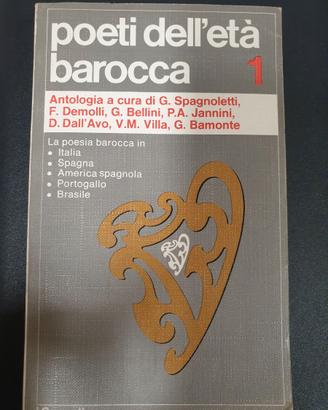 poeti dell'età
barocca 1
Antologia a cura di G. Spagnoletti,
F. Demolli, G. Bellini, P.A. Jannini,
D. Dall'Avo, V.M. Villa, G. Bamonte
La poesia barocca in
• Italia
• Spagna
• America spagnola
• Portogallo
• Brasile